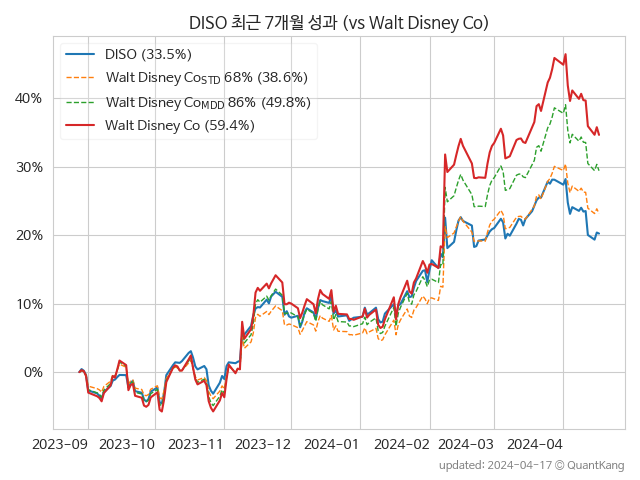 DISO 최근 7개월 성과 (vs Walt Disney Co)
DISO (33.5%)
Walt Disney CoSTD 68% (38.6%)
Walt Disney CoMDD 86% (49.8%)
Walt Disney Co (59.4%)
40%
30%
20%
10%
0%
2023-09 2023-10 2023-11 2023-12 2024-01 2024-02 2024-03 2024-04
updated: 2024-04-17 © QuantKang